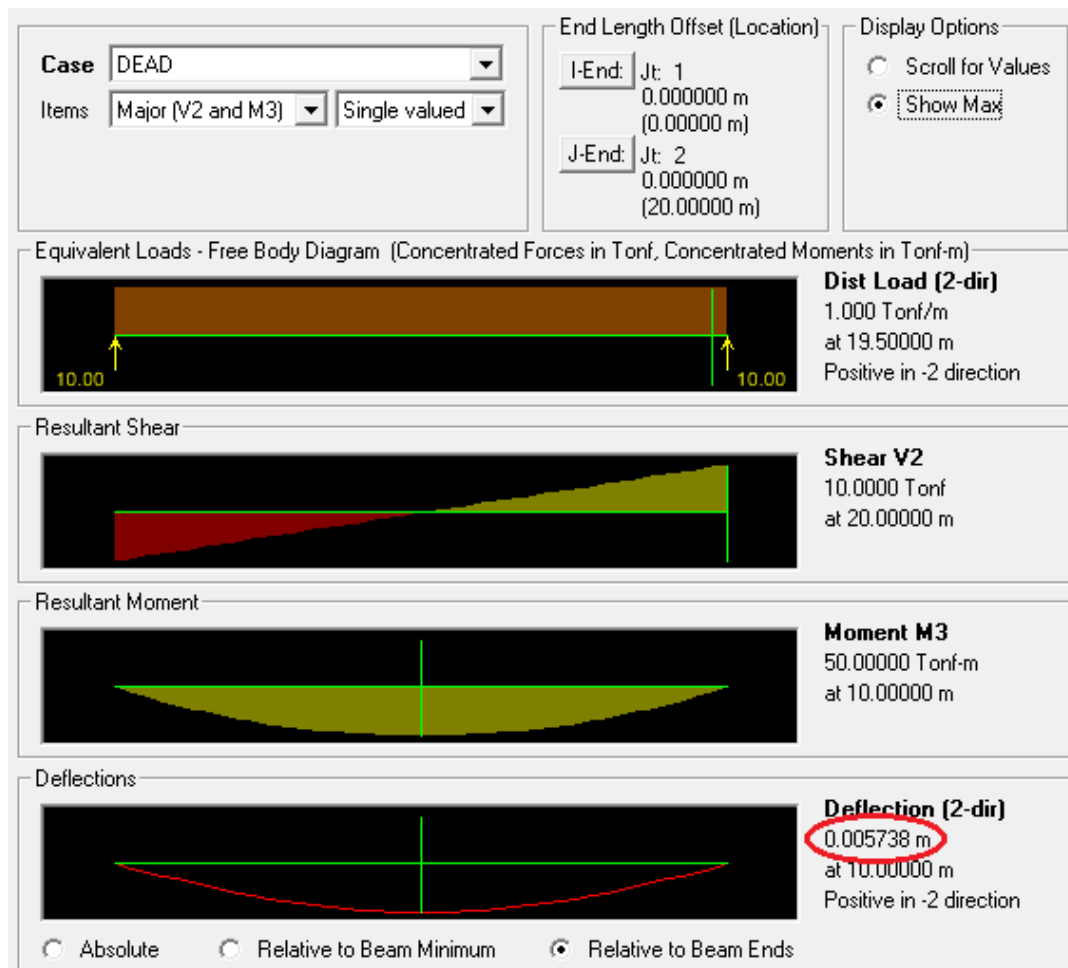 Case DEAD
Items Major (V2 and M3) Single valued
End Length Offset (Location)
I-End: Jt: 1
0.000000 m
(0.00000 m)
J-End: Jt: 2
0.000000 m
(20.00000 m)
Display Options
Scroll for Values
Show Max
Equivalent Loads - Free Body Diagram (Concentrated Forces in Tonf, Concentrated Moments in Tonf-m)
10.00
10.00
Dist Load (2-dir)
1.000 Tonf/m
at 19.50000 m
Positive in -2 direction
Resultant Shear
Shear V2
10.0000 Tonf
at 20.00000 m
Resultant Moment
Moment M3
50.00000 Tonf-m
at 10.00000 m
Deflections
Deflection (2-dir)
0.005738 m
at 10.00000 m
Positive in -2 direction
Absolute
Relative to Beam Minimum
Relative to Beam Ends